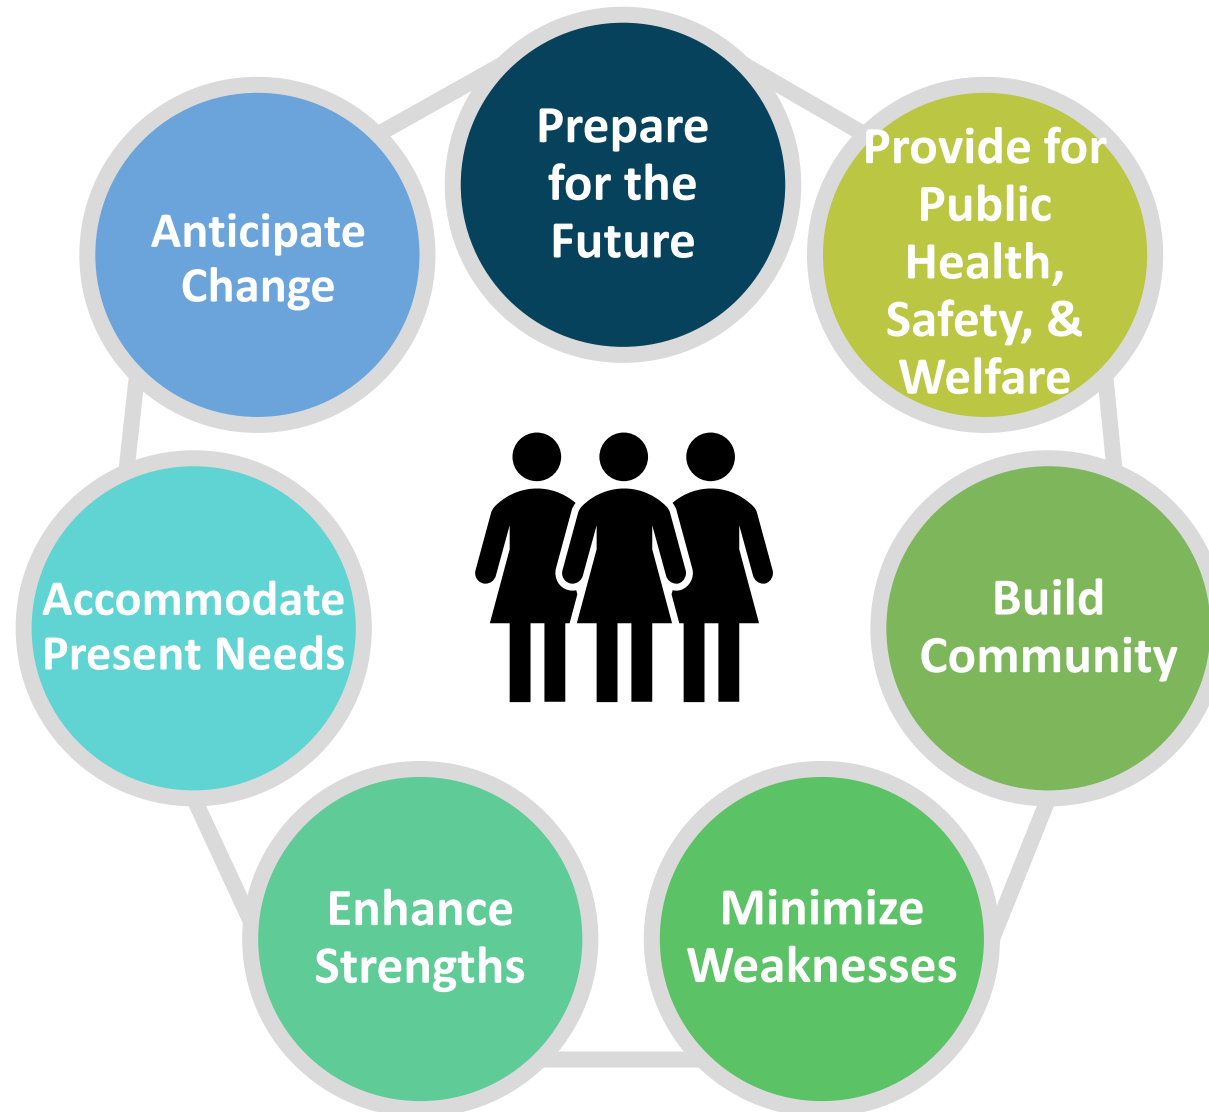 Prepare
for the
Future
Provide for
Public
Health,
Safety, &
Welfare
Build
Community
Minimize
Weaknesses
Enhance
Strengths
Accommodate
Present Needs
Anticipate
Change